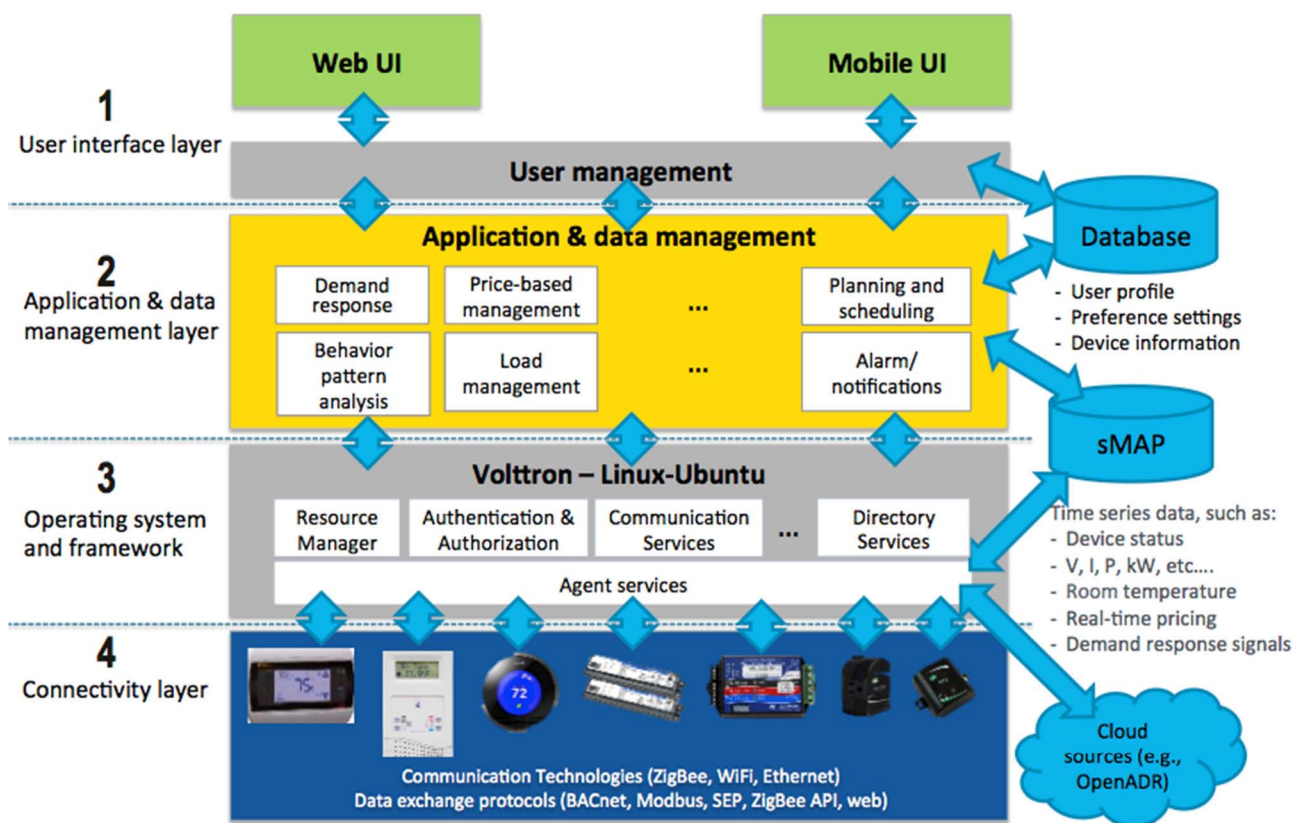 Web UI
Mobile UI
1
User interface layer
User management
Database
- User profile
- Preference settings
- Device information
2
Application & data
management layer
Application & data management
Demand
response
Price-based
management
...
Planning and
scheduling
Behavior
pattern
analysis
Load
management
...
Alarm/
notifications
sMAP
Time series data, such as:
- Device status
- V, I, P, kW, etc....
- Room temperature
- Real-time pricing
- Demand response signals
3
Operating system
and framework
Volttron – Linux-Ubuntu
Resource
Manager
Authentication &
Authorization
Communication
Services
...
Directory
Services
Agent services
4
Connectivity layer
75
72
Communication Technologies (ZigBee, WiFi, Ethernet)
Data exchange protocols (BACnet, Modbus, SEP, ZigBee API, web)
Cloud
sources (e.g.,
OpenADR)